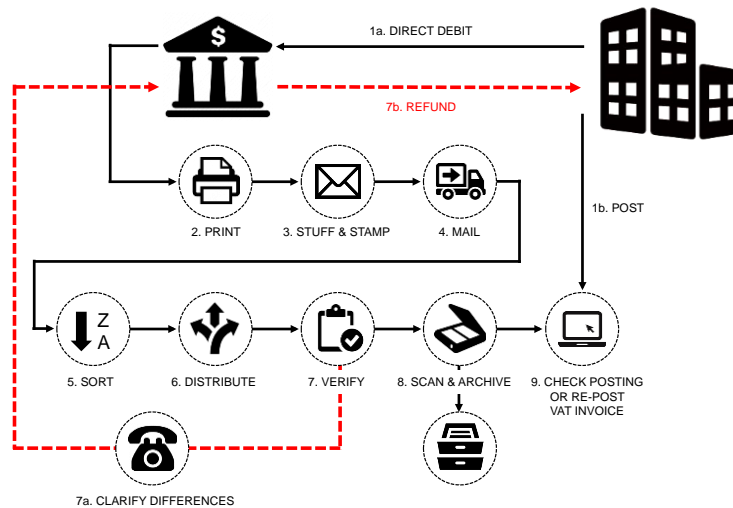 1a. DIRECT DEBIT
$
7b. REFUND
2. PRINT
3. STUFF & STAMP
4. MAIL
1b. POST
Z
A
5. SORT
6. DISTRIBUTE
7. VERIFY
8. SCAN & ARCHIVE
9. CHECK POSTING
OR RE-POST
VAT INVOICE
7a. CLARIFY DIFFERENCES